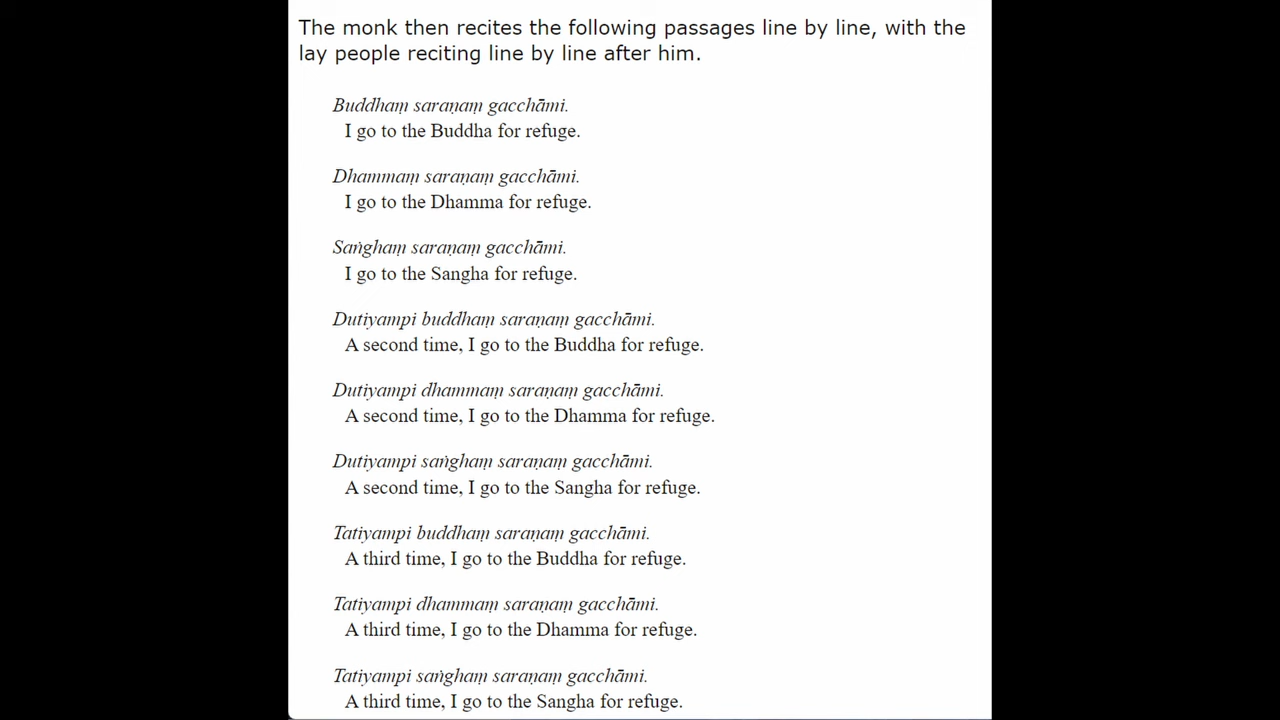 The monk then recites the following passages line by line, with the
lay people reciting line by line after him.
Buddhaṃ saraṇaṃ gacchāmi.
I go to the Buddha for refuge.
Dhammaṃ saraṇaṃ gacchāmi.
I go to the Dhamma for refuge.
Saṅghaṃ saraṇaṃ gacchāmi.
I go to the Sangha for refuge.
Dutiyampi buddhaṃ saraṇaṃ gacchāmi.
A second time, I go to the Buddha for refuge.
Dutiyampi dhammaṃ saraṇaṃ gacchāmi.
A second time, I go to the Dhamma for refuge.
Dutiyampi saṅghaṃ saraṇaṃ gacchāmi.
A second time, I go to the Sangha for refuge.
Tatiyampi buddhaṃ saraṇaṃ gacchāmi.
A third time, I go to the Buddha for refuge.
Tatiyampi dhammaṃ saraṇaṃ gacchāmi.
A third time, I go to the Dhamma for refuge.
Tatiyampi saṅghaṃ saraṇaṃ gacchāmi.
A third time, I go to the Sangha for refuge.